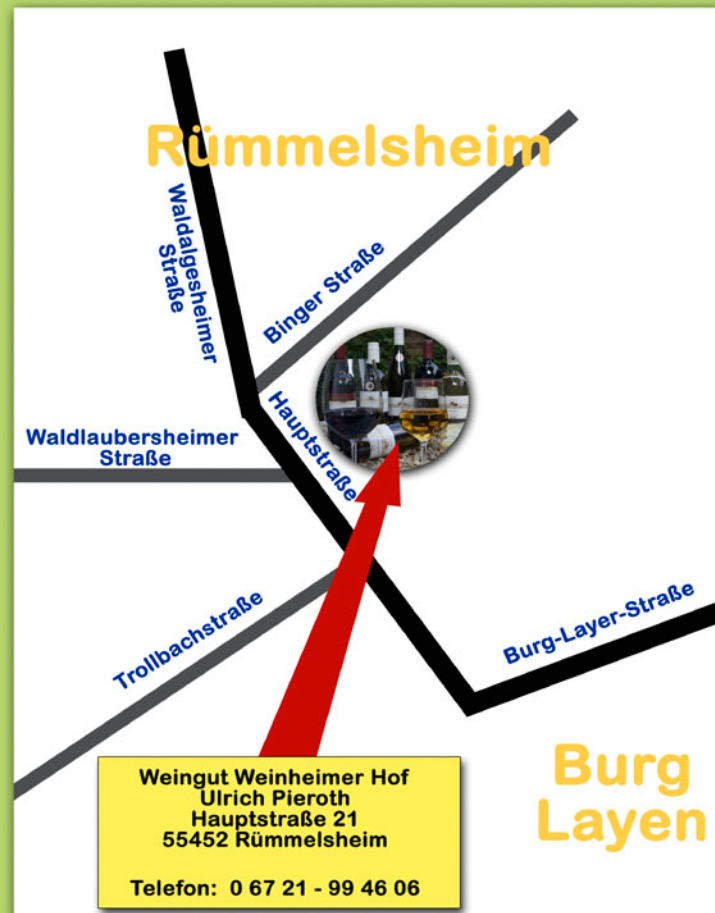 Rümmelsheim
Waldalgesheimer
Straße
Binger Straße
Hauptstraße
Waldlaubersheimer
Straße
Trollbachstraße
Burg-Layer-Straße
Burg
Layen
Weingut Weinheimer Hof
Ulrich Pieroth
Hauptstraße 21
55452 Rümmelsheim
Telefon: 0 67 21 - 99 46 06